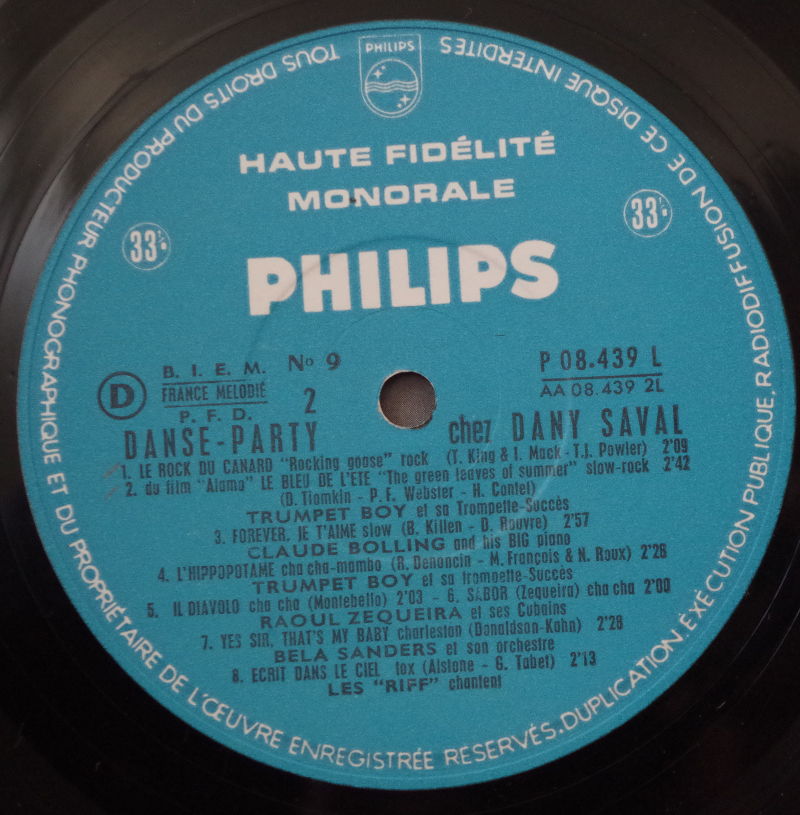 PHILIPS
TOUS DROITS DU PRODUCTEUR PHONOGRAPHIQUE ET DU PROPRIÉTAIRE DE L'ŒUVRE ENREGISTRÉE RÉSERVÉS. DUPLICATION. EXÉCUTION PUBLIQUE, RADIODIFFUSION DE CE DISQUE INTERDITES
HAUTE FIDÉLITÉ
MONORALE
33 33
PHILIPS
B. I. E. M. No 9 P 08.439 L
D FRANCE MELODIE 2 AA 08.439 2L
P. F. D.
DANSE-PARTY chez DANY SAVAL
1. LE ROCK DU CANARD "Rocking goose" rock (T. King & I. Mack - T.J. Fowler) 2'09
2. du film "Alamo" LE BLEU DE L'ETE "The green leaves of summer" slow-rock 2'42
(D. Tiomkin - P. F. Webster - H. Contet)
TRUMPET BOY et sa Trompette-Succès
3. FOREVER, JE T'AIME slow (B. Killen - D. Rouvre) 2'57
CLAUDE BOLLING and his BIG piano
4. L'HIPPOPOTAME cha cha-mambo (R. Denoncin - M. François & N. Roux) 2'28
TRUMPET BOY et sa trompette-Succès
5. IL DIAVOLO cha cha (Montebello) 2'03 - 6. SABOR (Zequeira) cha cha 2'00
RAOUL ZEQUEIRA et ses Cubains
7. YES SIR, THAT'S MY BABY charleston (Donaldson-Kahn) 2'28
BELA SANDERS et son orchestre
8. ECRIT DANS LE CIEL fox (Alstone - G. Tabet) 2'13
LES "RIFF" chantent